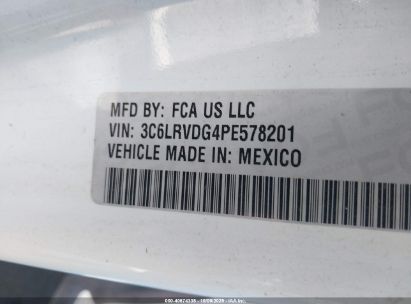 MFD BY: FCA US LLC
VIN: 3C6LRVDG4PE578201
VEHICLE MADE IN: MEXICO